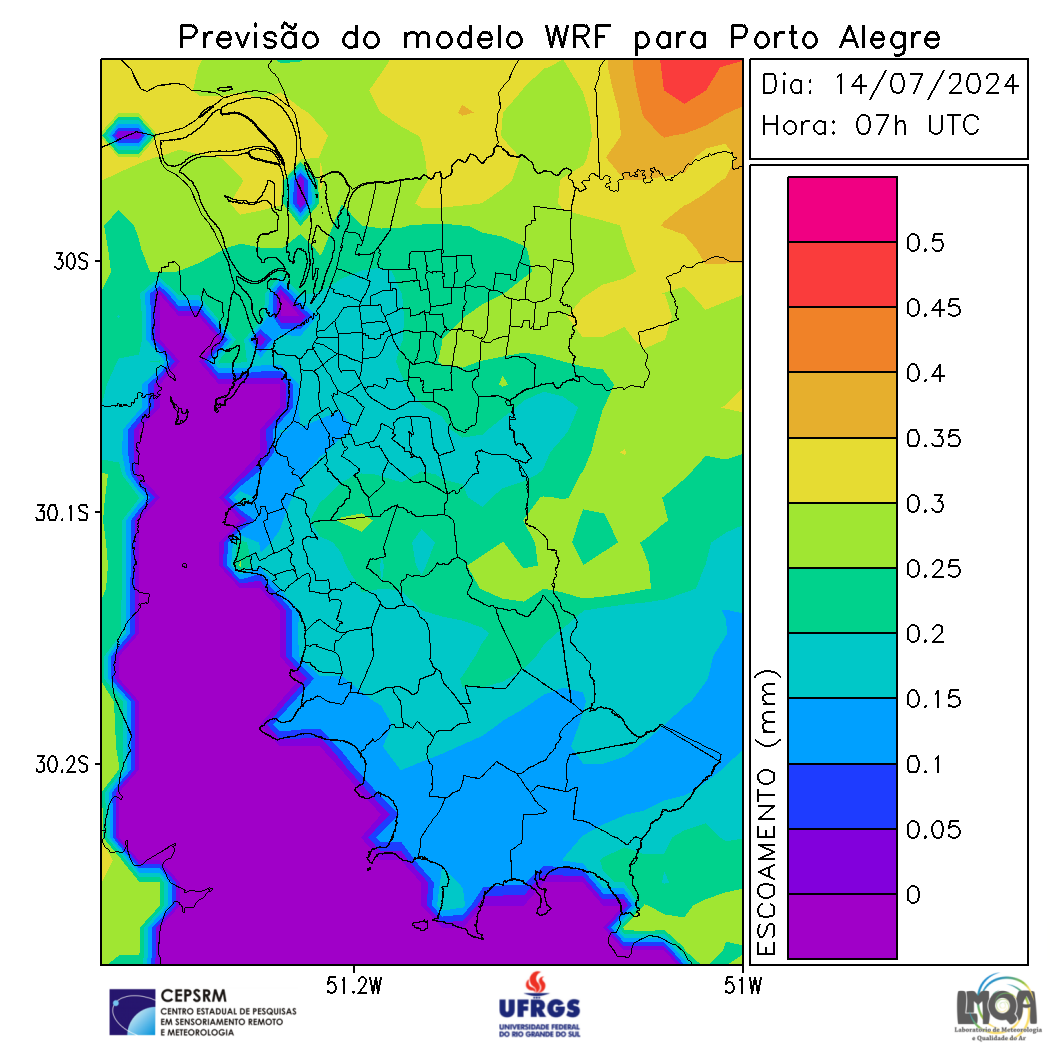 Previsão do modelo WRF para Porto Alegre
Dia: 14/07/2024
Hora: 07h UTC
30S
30.1S
30.2S
51.2W
51W
ESCOAMENTO (mm)
0.5
0.45
0.4
0.35
0.3
0.25
0.2
0.15
0.1
0.05
0
CEPSRM
CENTRO ESTADUAL DE PESQUISAS
EM SENSORIAMENTO REMOTO
E METEOROLOGIA
UFRGS
UNIVERSIDADE FEDERAL
DO RIO GRANDE DO SUL
LMQA
Laboratório de Meteorologia
e Qualidade do Ar